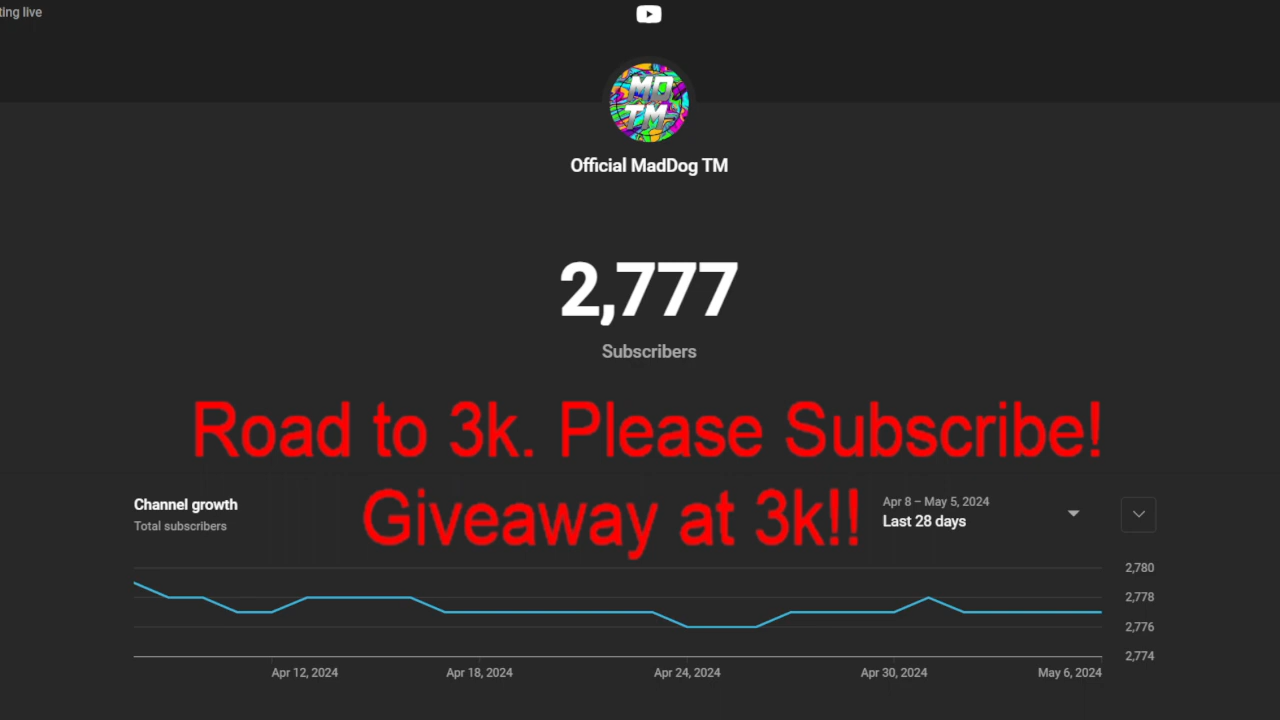 ting live
MD
TM
Official MadDog TM
2,777
Subscribers
Road to 3k. Please Subscribe!
Giveaway at 3k!!
Channel growth
Total subscribers
Apr 8 – May 5, 2024
Last 28 days
2,780
2,778
2,776
2,774
Apr 12, 2024
Apr 18, 2024
Apr 24, 2024
Apr 30, 2024
May 6, 2024